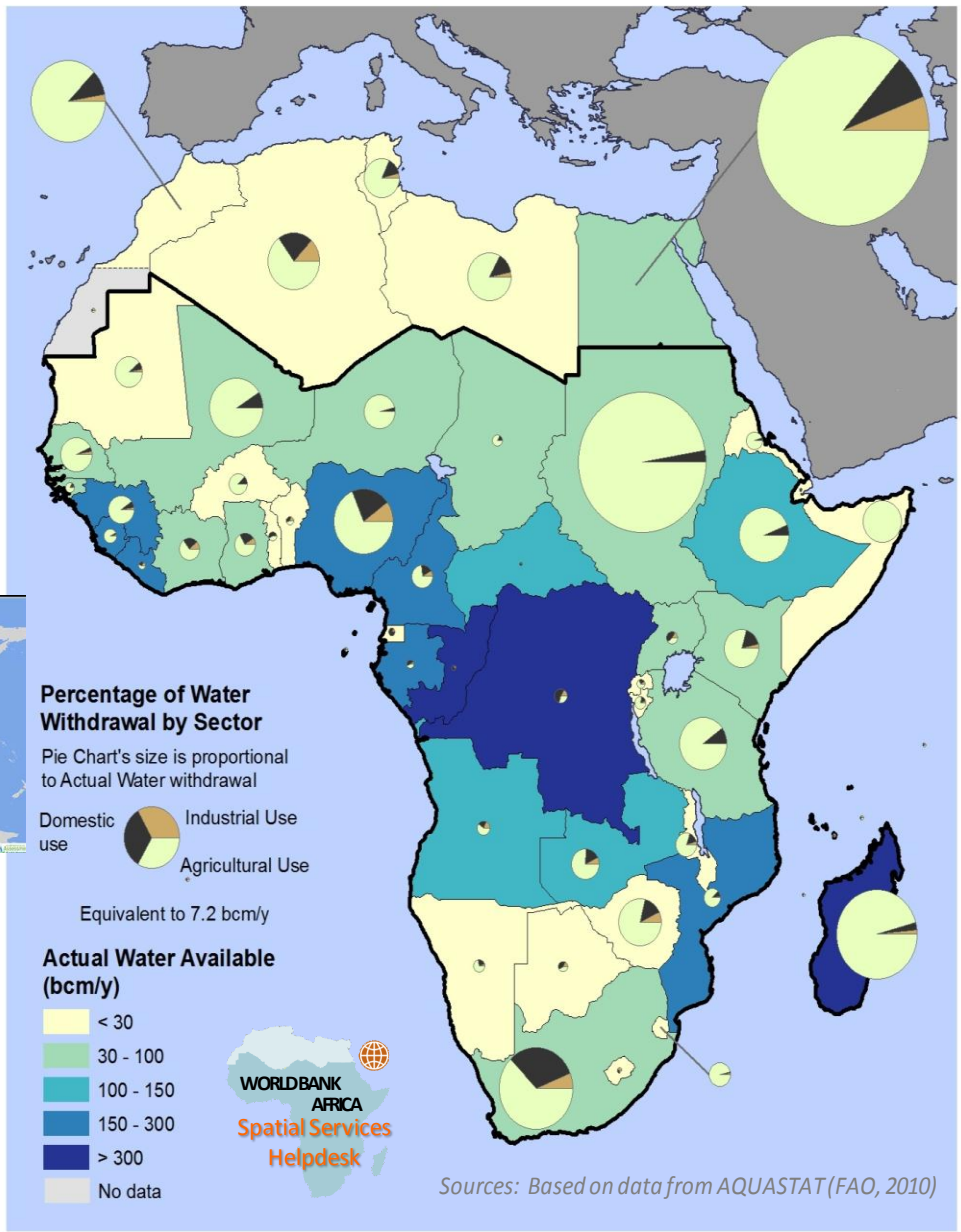 Percentage of Water
Withdrawal by Sector
Pie Chart's size is proportional
to Actual Water withdrawal
Domestic
use
Industrial Use
Agricultural Use
Equivalent to 7.2 bcm/y
Actual Water Available
(bcm/y)
< 30
30 - 100
100 - 150
150 - 300
> 300
No data
WORLD BANK
AFRICA
Spatial Services
Helpdesk
Sources: Based on data from AQUASTAT (FAO, 2010)